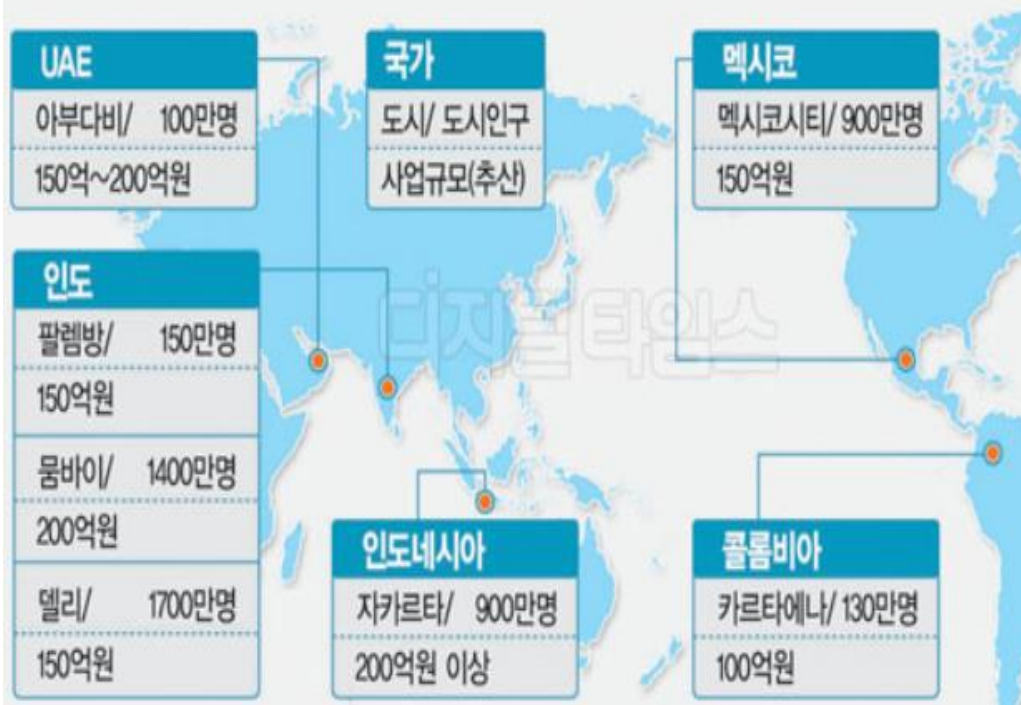 UAE
아부다비/ 100만명
150억~200억원
국가
도시/ 도시인구
사업규모(추산)
멕시코
멕시코시티/ 900만명
150억원
인도
팔렘방/ 150만명
150억원
뭄바이/ 1400만명
200억원
델리/ 1700만명
150억원
디지털타임스
인도네시아
자카르타/ 900만명
200억원 이상
콜롬비아
카르타에나/ 130만명
100억원